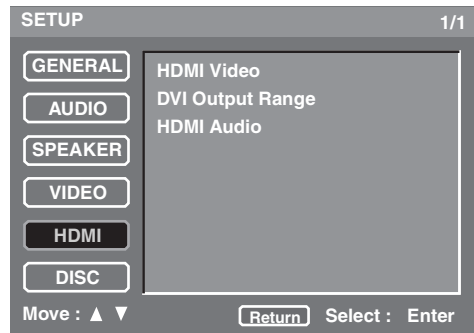 SETUP 1/1
GENERAL
AUDIO
SPEAKER
VIDEO
HDMI
DISC
HDMI Video
DVI Output Range
HDMI Audio
Move : ▲ ▼ Return Select : Enter